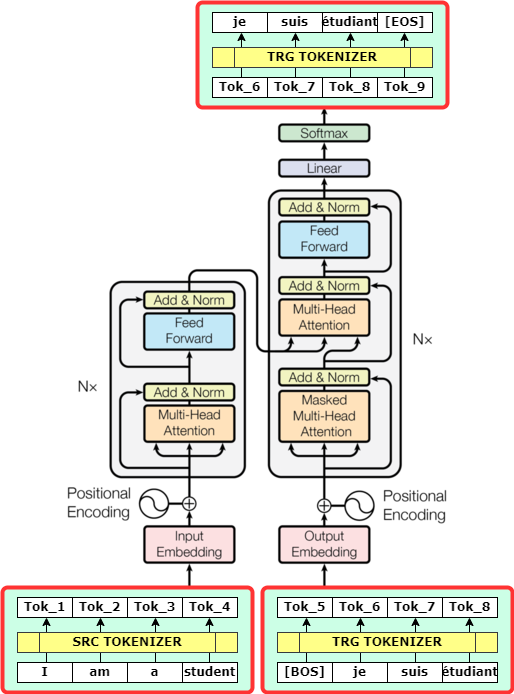 je suis étudiant [EOS]
TRG TOKENIZER
Tok_6 Tok_7 Tok_8 Tok_9
Softmax
Linear
Add & Norm
Feed
Forward
Add & Norm
Multi-Head
Attention
Add & Norm
Masked
Multi-Head
Attention
N×
Add & Norm
Feed
Forward
Add & Norm
Multi-Head
Attention
N×
Positional
Encoding
Positional
Encoding
Input
Embedding
Output
Embedding
Tok_1 Tok_2 Tok_3 Tok_4
SRC TOKENIZER
I am a student
Tok_5 Tok_6 Tok_7 Tok_8
TRG TOKENIZER
[BOS] je suis étudiant